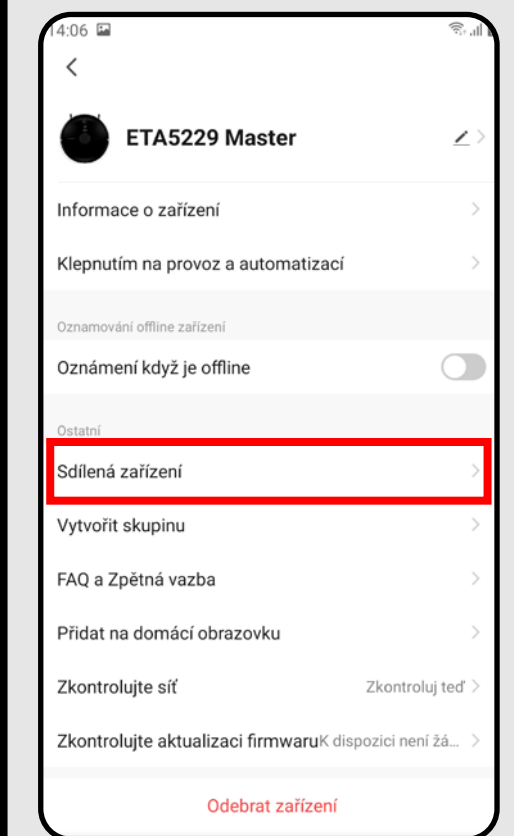 14:06
ETA5229 Master
Informace o zařízení
Klepnutím na provoz a automatizací
Oznamování offline zařízení
Oznámení když je offline
Ostatní
Sdílená zařízení
Vytvořit skupinu
FAQ a Zpětná vazba
Přidat na domácí obrazovku
Zkontrolujte síť Zkontroluj teď
Zkontrolujte aktualizaci firmwaruK dispozici není žá...
Odebrat zařízení